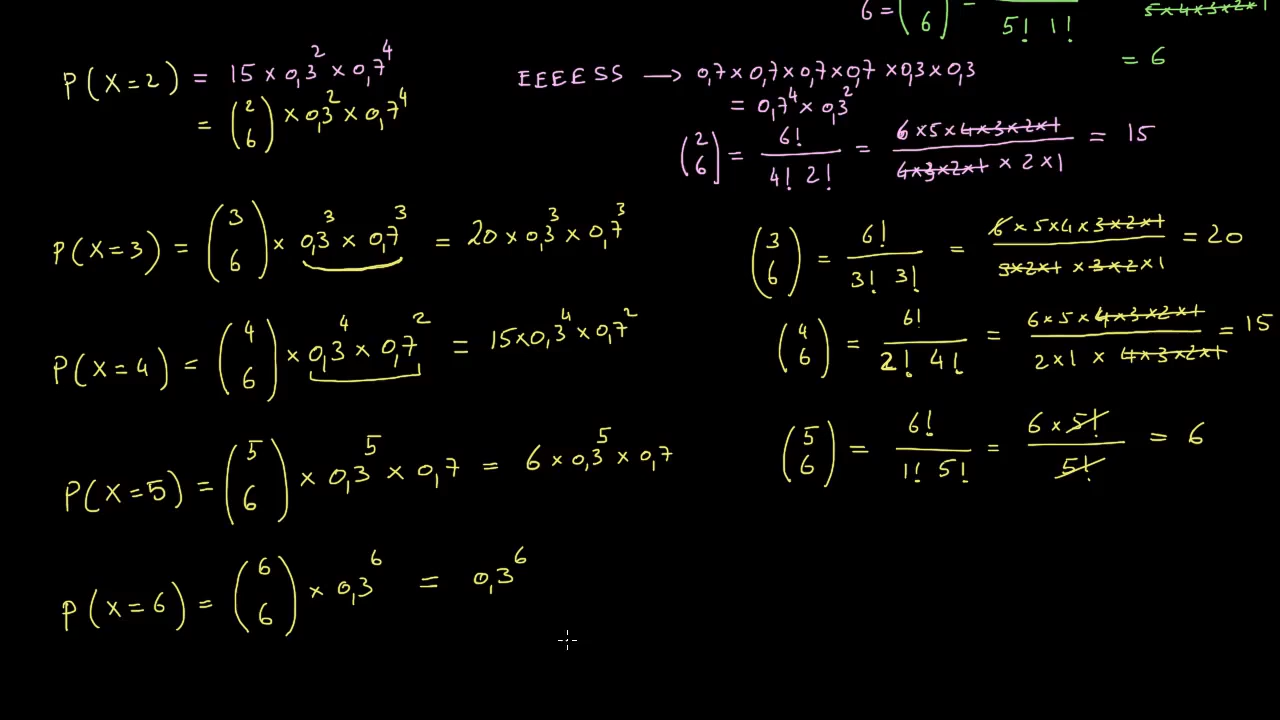 6 = ( 6 ) = 5! 1! 5×4×3×2×1
= 6
P(X=2) = 15 × 0,3² × 0,7⁴
= (2 6) × 0,3² × 0,7⁴
EEEESS → 0,7×0,7×0,7×0,7×0,3×0,3
= 0,7⁴ × 0,3²
(2 6) = 6! / 4! 2! = 6×5×4×3×2×1 / 4×3×2×1 × 2×1 = 15
P(X=3) = (3 6) × 0,3³ × 0,7³ = 20 × 0,3³ × 0,7³
(3 6) = 6! / 3! 3! = 6×5×4×3×2×1 / 3×2×1 × 3×2×1 = 20
P(X=4) = (4 6) × 0,3⁴ × 0,7² = 15×0,3⁴ × 0,7²
(4 6) = 6! / 2! 4! = 6×5×4×3×2×1 / 2×1 × 4×3×2×1 = 15
P(X=5) = (5 6) × 0,3⁵ × 0,7 = 6 × 0,3⁵ × 0,7
(5 6) = 6! / 1! 5! = 6 × 5! / 5! = 6
P(X=6) = (6 6) × 0,3⁶ = 0,3⁶